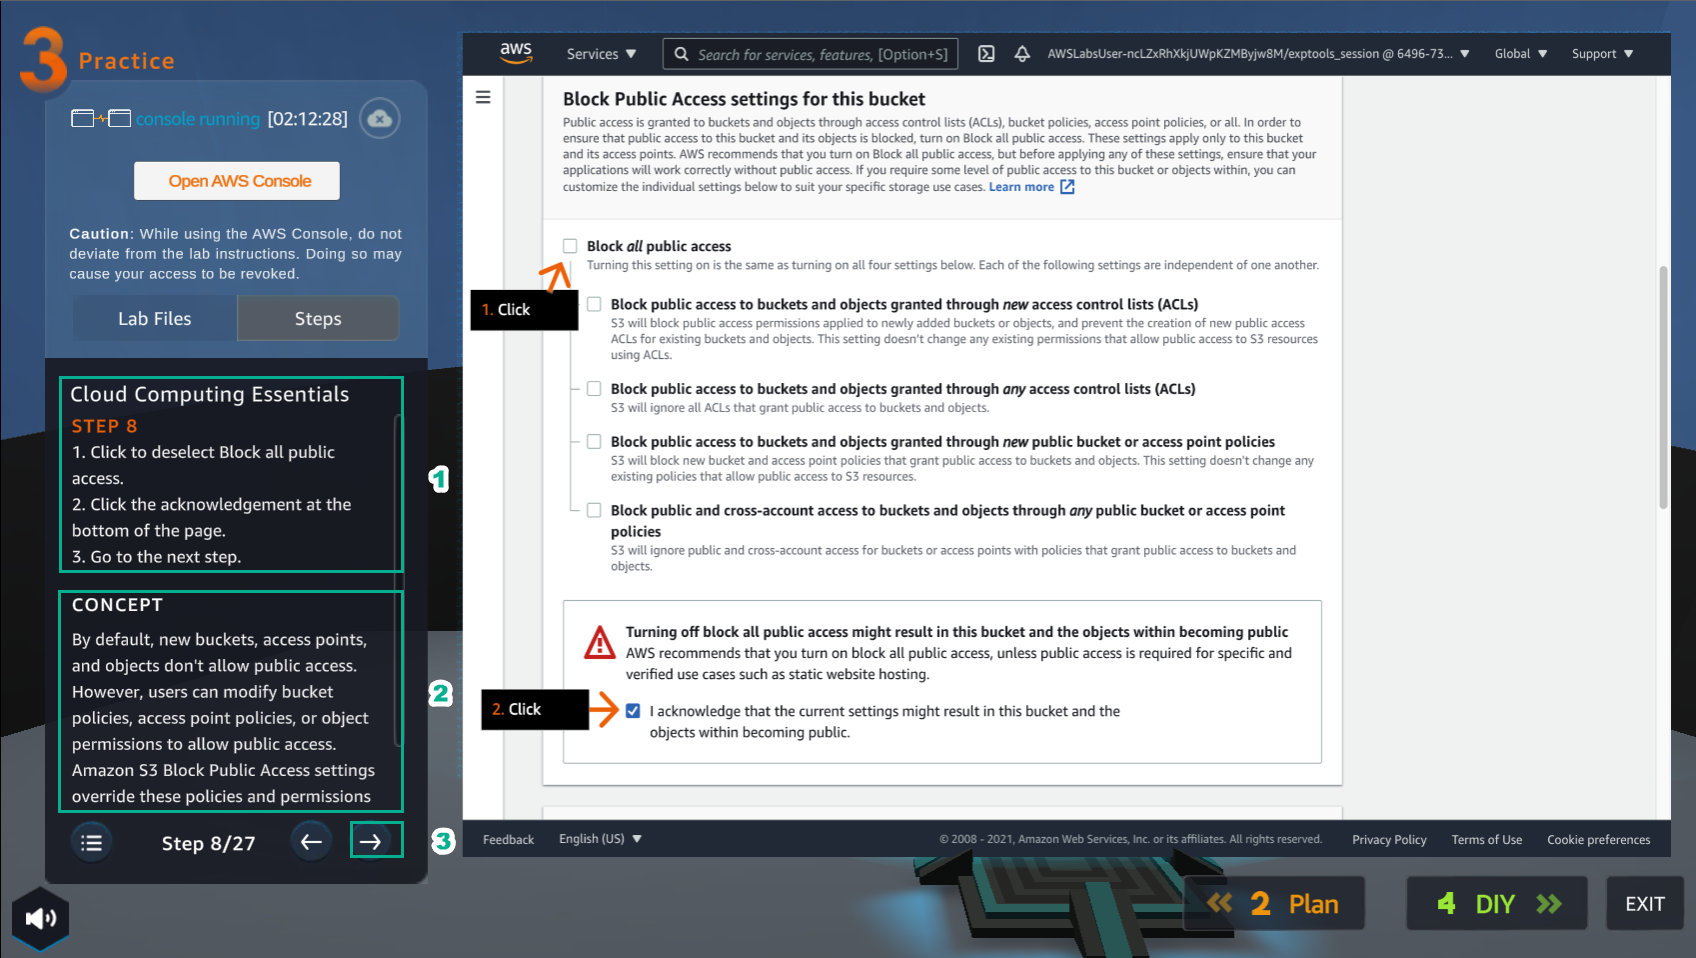 3 Practice
console running [02:12:28]
Open AWS Console
Caution: While using the AWS Console, do not
deviate from the lab instructions. Doing so may
cause your access to be revoked.
Lab Files
Steps
Cloud Computing Essentials
STEP 8
1. Click to deselect Block all public
access.
2. Click the acknowledgement at the
bottom of the page.
3. Go to the next step.
1
CONCEPT
By default, new buckets, access points,
and objects don't allow public access.
However, users can modify bucket
policies, access point policies, or object
permissions to allow public access.
Amazon S3 Block Public Access settings
override these policies and permissions
2
Step 8/27
3
aws
Services
Search for services, features, [Option+S]
AWSLabsUser-ncLZxRhXkjUWpKZMByjw8M/exptools_session @ 6496-73...
Global
Support
Block Public Access settings for this bucket
Public access is granted to buckets and objects through access control lists (ACLs), bucket policies, access point policies, or all. In order to
ensure that public access to this bucket and its objects is blocked, turn on Block all public access. These settings apply only to this bucket
and its access points. AWS recommends that you turn on Block all public access, but before applying any of these settings, ensure that your
applications will work correctly without public access. If you require some level of public access to this bucket or objects within, you can
customize the individual settings below to suit your specific storage use cases. Learn more
Block all public access
Turning this setting on is the same as turning on all four settings below. Each of the following settings are independent of one another.
1. Click
Block public access to buckets and objects granted through new access control lists (ACLs)
S3 will block public access permissions applied to newly added buckets or objects, and prevent the creation of new public access
ACLs for existing buckets and objects. This setting doesn't change any existing permissions that allow public access to S3 resources
using ACLs.
Block public access to buckets and objects granted through any access control lists (ACLs)
S3 will ignore all ACLs that grant public access to buckets and objects.
Block public access to buckets and objects granted through new public bucket or access point policies
S3 will block new bucket and access point policies that grant public access to buckets and objects. This setting doesn't change any
existing policies that allow public access to S3 resources.
Block public and cross-account access to buckets and objects through any public bucket or access point
policies
S3 will ignore public and cross-account access for buckets or access points with policies that grant public access to buckets and
objects.
Turning off block all public access might result in this bucket and the objects within becoming public
AWS recommends that you turn on block all public access, unless public access is required for specific and
verified use cases such as static website hosting.
2. Click
I acknowledge that the current settings might result in this bucket and the
objects within becoming public.
Feedback
English (US)
© 2008 - 2021, Amazon Web Services, Inc. or its affiliates. All rights reserved.
Privacy Policy
Terms of Use
Cookie preferences
2 Plan
4 DIY
EXIT